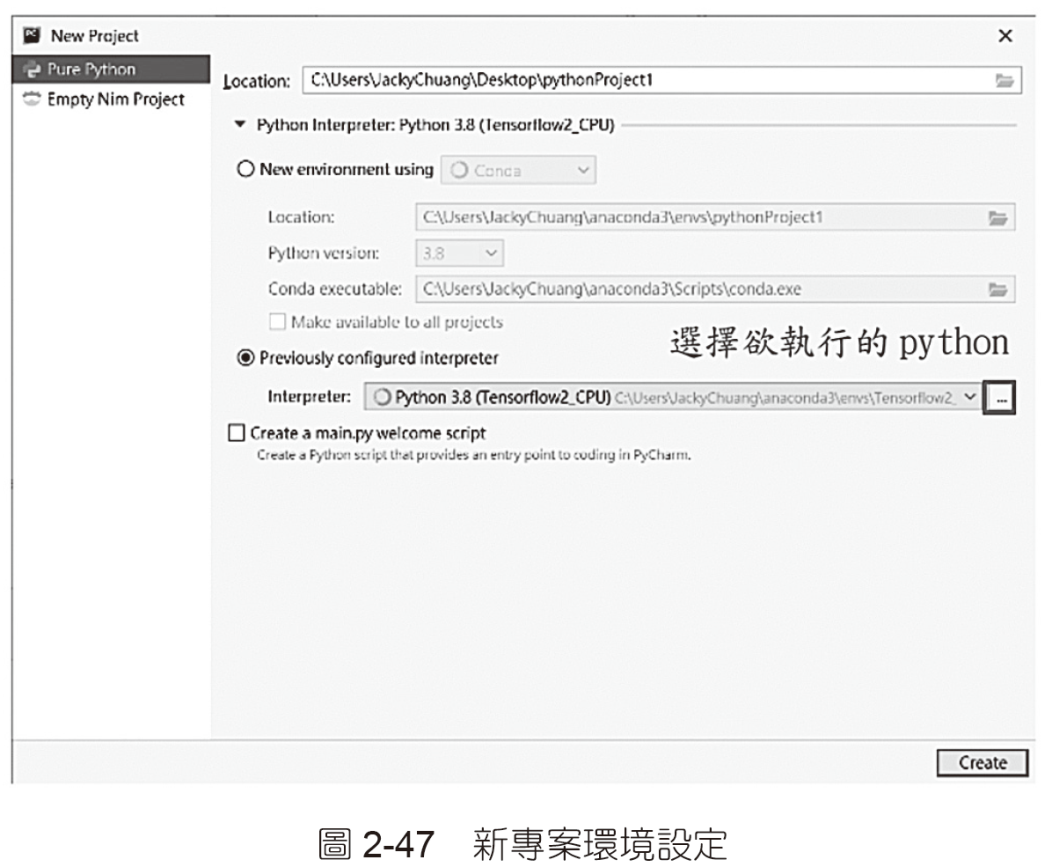 New Project
Pure Python
Empty Nim Project
Location: C:\Users\JackyChuang\Desktop\pythonProject1
Python Interpreter: Python 3.8 (Tensorflow2_CPU)
New environment using Conda
Location: C:\Users\JackyChuang\anaconda3\envs\pythonProject1
Python version: 3.8
Conda executable: C:\Users\JackyChuang\anaconda3\Scripts\conda.exe
Make available to all projects
選擇欲執行的 python
Previously configured interpreter
Interpreter: Python 3.8 (Tensorflow2_CPU) C:\Users\JackyChuang\anaconda3\envs\Tensorflow2_ ...
Create a main.py welcome script
Create a Python script that provides an entry point to coding in PyCharm.
Create
圖 2-47 新專案環境設定